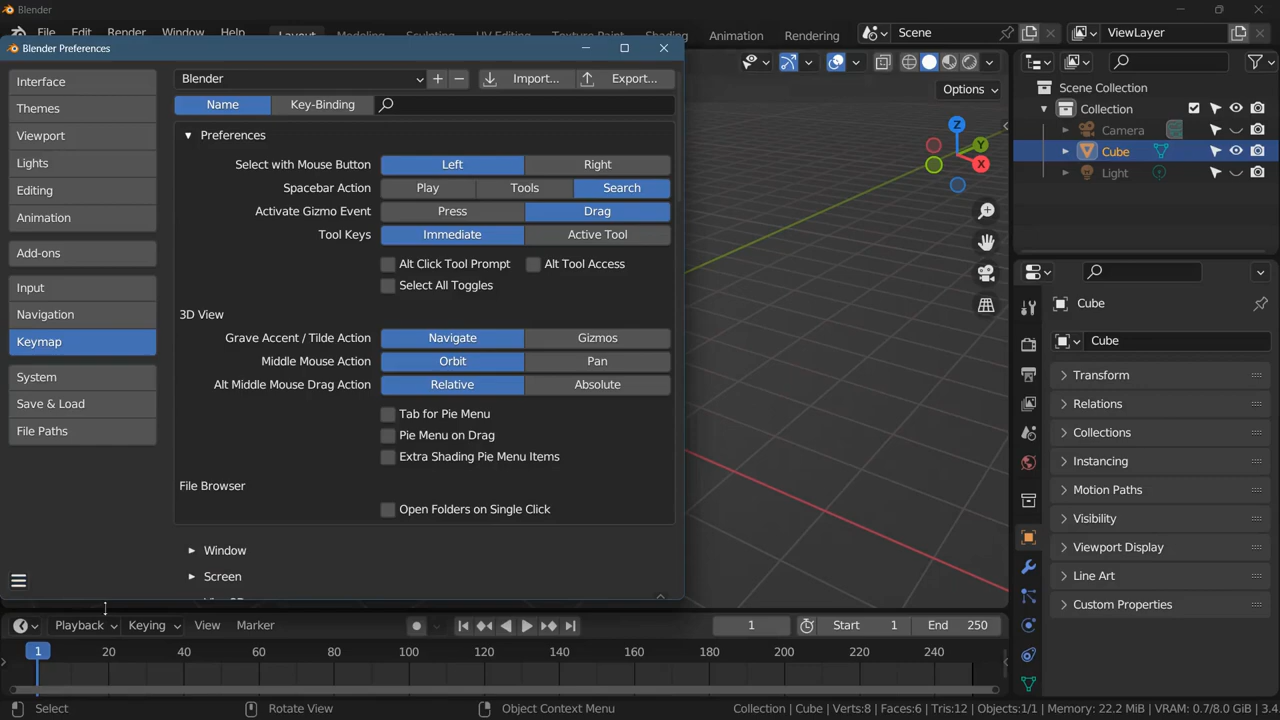 Blender
File Edit Render Window Help Layout Modeling Sculpting UV Editing Texture Paint Shading Animation Rendering Scene ViewLayer
Blender Preferences
Interface
Themes
Viewport
Lights
Editing
Animation
Add-ons
Input
Navigation
Keymap
System
Save & Load
File Paths
Blender Import... Export...
Name Key-Binding
Preferences
Select with Mouse Button Left Right
Spacebar Action Play Tools Search
Activate Gizmo Event Press Drag
Tool Keys Immediate Active Tool
Alt Click Tool Prompt Alt Tool Access
Select All Toggles
3D View
Grave Accent / Tilde Action Navigate Gizmos
Middle Mouse Action Orbit Pan
Alt Middle Mouse Drag Action Relative Absolute
Tab for Pie Menu
Pie Menu on Drag
Extra Shading Pie Menu Items
File Browser
Open Folders on Single Click
Window
Screen
Options
Z
Y
X
Scene Collection
Collection
Camera
Cube
Light
Cube
Cube
Transform
Relations
Collections
Instancing
Motion Paths
Visibility
Viewport Display
Line Art
Custom Properties
Playback Keying View Marker 1 Start 1 End 250
1 20 40 60 80 100 120 140 160 180 200 220 240
Select Rotate View Object Context Menu Collection | Cube | Verts:8 | Faces:6 | Tris:12 | Objects:1/1 | Memory: 22.2 MiB | VRAM: 0.7/8.0 GiB | 3.4